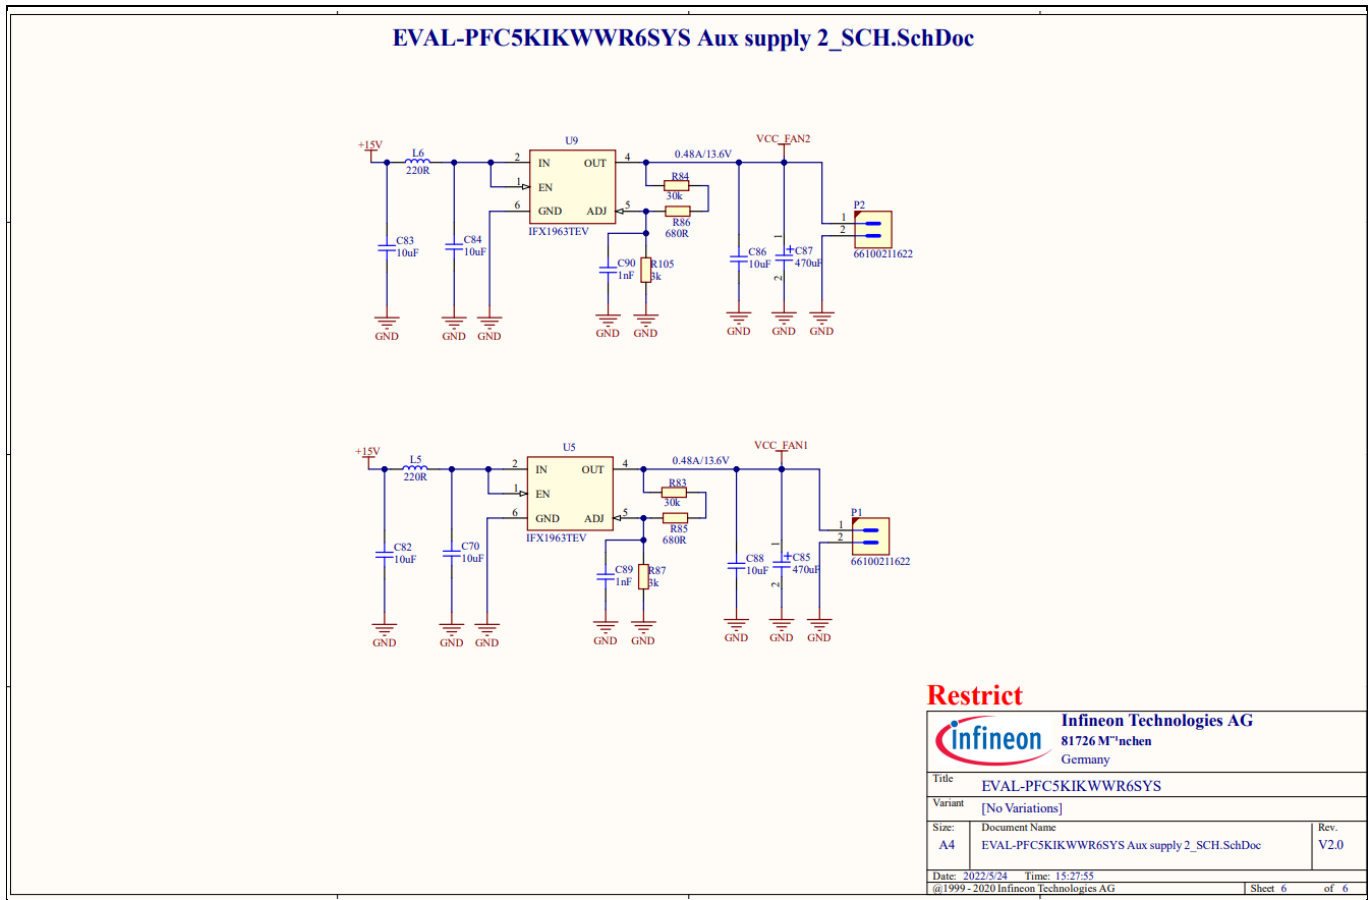 EVAL-PFC5KIKWWR6SYS Aux supply 2_SCH.SchDoc
+15V
L6
220R
C83
10uF
GND
C84
10uF
GND
GND
U9
2 IN OUT 4
1 EN
6 GND ADJ 5
IFX1963TEV
0.48A/13.6V
R84
30k
R86
680R
C90
1nF
GND
R105
3k
GND
VCC_FAN2
C86
10uF
GND
1
+
C87
470uF
2
GND
P2
1
2
66100211622
GND
+15V
L5
220R
C82
10uF
GND
C70
10uF
GND
GND
U5
2 IN OUT 4
1 EN
6 GND ADJ 5
IFX1963TEV
0.48A/13.6V
R83
30k
R85
680R
C89
1nF
GND
R87
3k
GND
VCC_FAN1
C88
10uF
GND
1
+
C85
470uF
2
GND
P1
1
2
66100211622
GND
Restrict
infineon
Infineon Technologies AG
81726 M¨¹nchen
Germany
Title EVAL-PFC5KIKWWR6SYS
Variant [No Variations]
Size: Document Name Rev.
A4 EVAL-PFC5KIKWWR6SYS Aux supply 2_SCH.SchDoc V2.0
Date: 2022/5/24 Time: 15:27:55
@1999 - 2020 Infineon Technologies AG Sheet 6 of 6